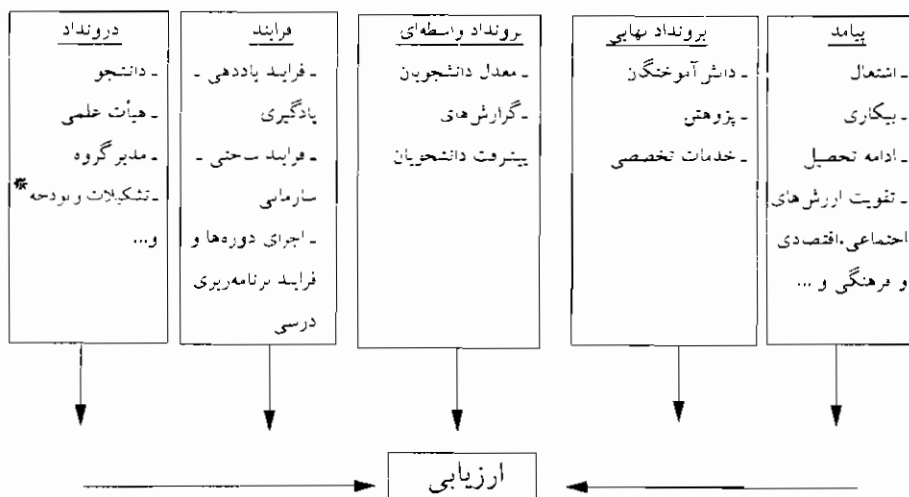 درونداد
- دانشجو
- هیأت علمی
- مدیر گروه
- تشکیلات و بودجه*
و...
فرایند
- فرایند یاددهی -
یادگیری
- فرایند ساختی -
سازمانی
- اجرای دوره‌ها و
فرایند برنامه‌ریزی
درسی
برونداد واسطه‌ای
- معدل دانشجویان
- گزارش‌های
پیشرفت دانشجویان
برونداد نهایی
- دانش آموختگان
- پژوهش
- خدمات تخصصی
پیامد
- اشتغال
- بیکاری
- ادامه تحصیل
- تقویت ارزش‌های
اجتماعی، اقتصادی
و فرهنگی و ...
ارزیابی